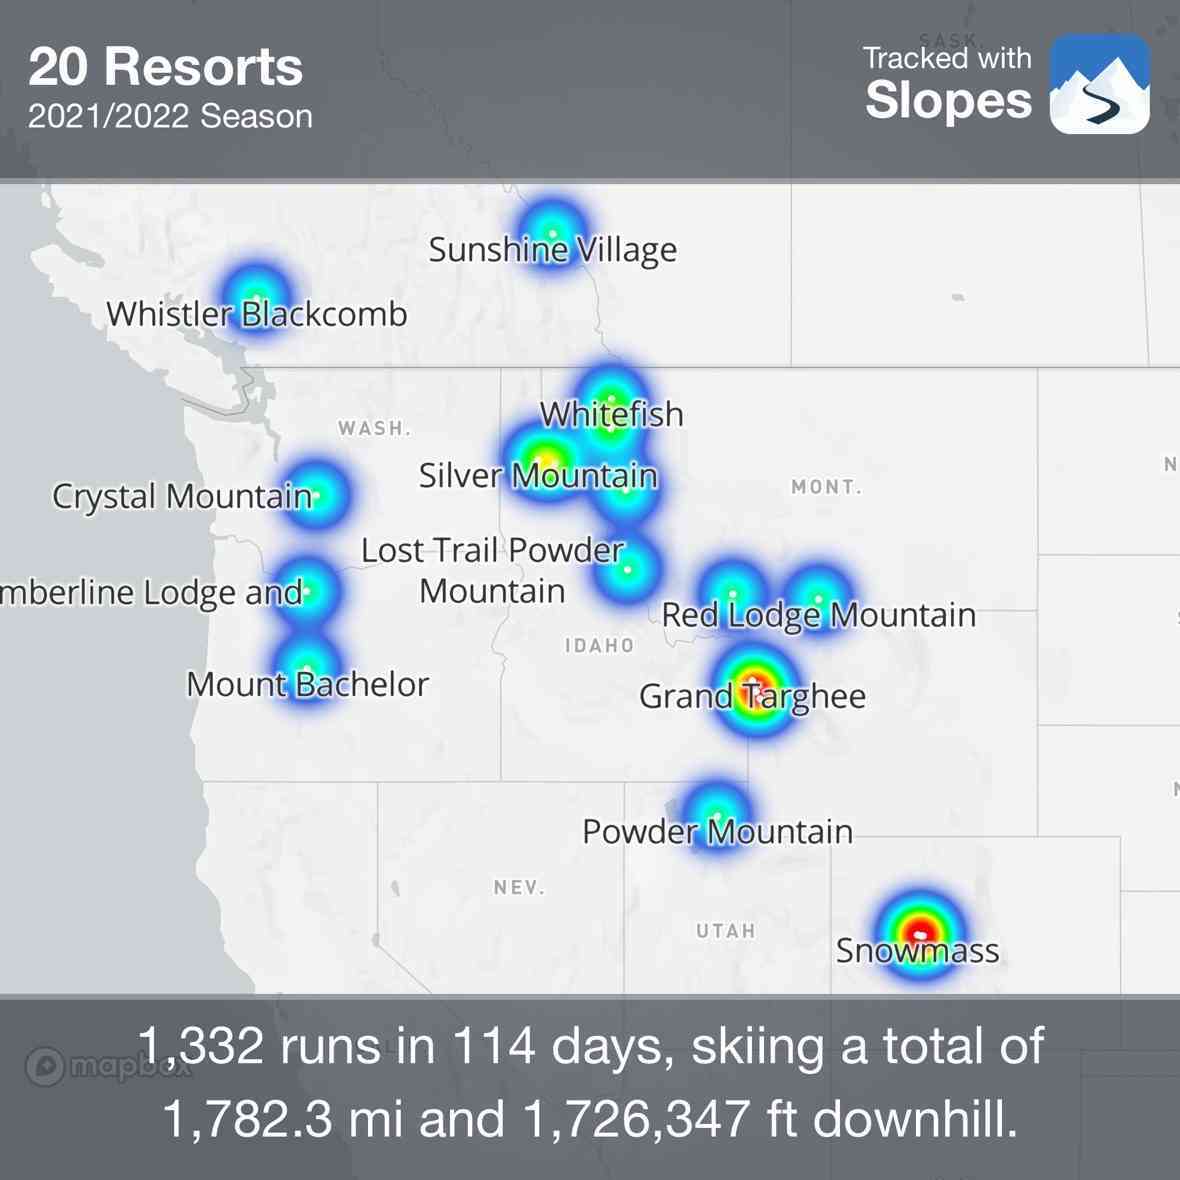 20 Resorts
2021/2022 Season
SASK.
Tracked with
Slopes
Sunshine Village
Whistler Blackcomb
Whitefish
WASH.
Silver Mountain
MONT.
N
Crystal Mountain
Lost Trail Powder
Mountain
mberline Lodge and
Red Lodge Mountain
IDAHO
Mount Bachelor
Grand Targhee
Powder Mountain
NEV.
UTAH
Snowmass
1,332 runs in 114 days, skiing a total of
mapbox
1,782.3 mi and 1,726,347 ft downhill.